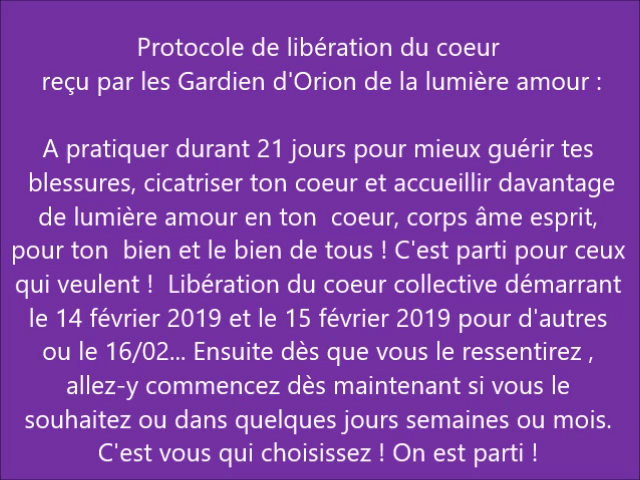 Protocole de libération du coeur
reçu par les Gardien d'Orion de la lumière amour :
A pratiquer durant 21 jours pour mieux guérir tes
blessures, cicatriser ton coeur et accueillir davantage
de lumière amour en ton coeur, corps âme esprit,
pour ton bien et le bien de tous ! C'est parti pour ceux
qui veulent ! Libération du coeur collective démarrant
le 14 février 2019 et le 15 février 2019 pour d'autres
ou le 16/02... Ensuite dès que vous le ressentirez ,
allez-y commencez dès maintenant si vous le
souhaitez ou dans quelques jours semaines ou mois.
C'est vous qui choisissez ! On est parti !